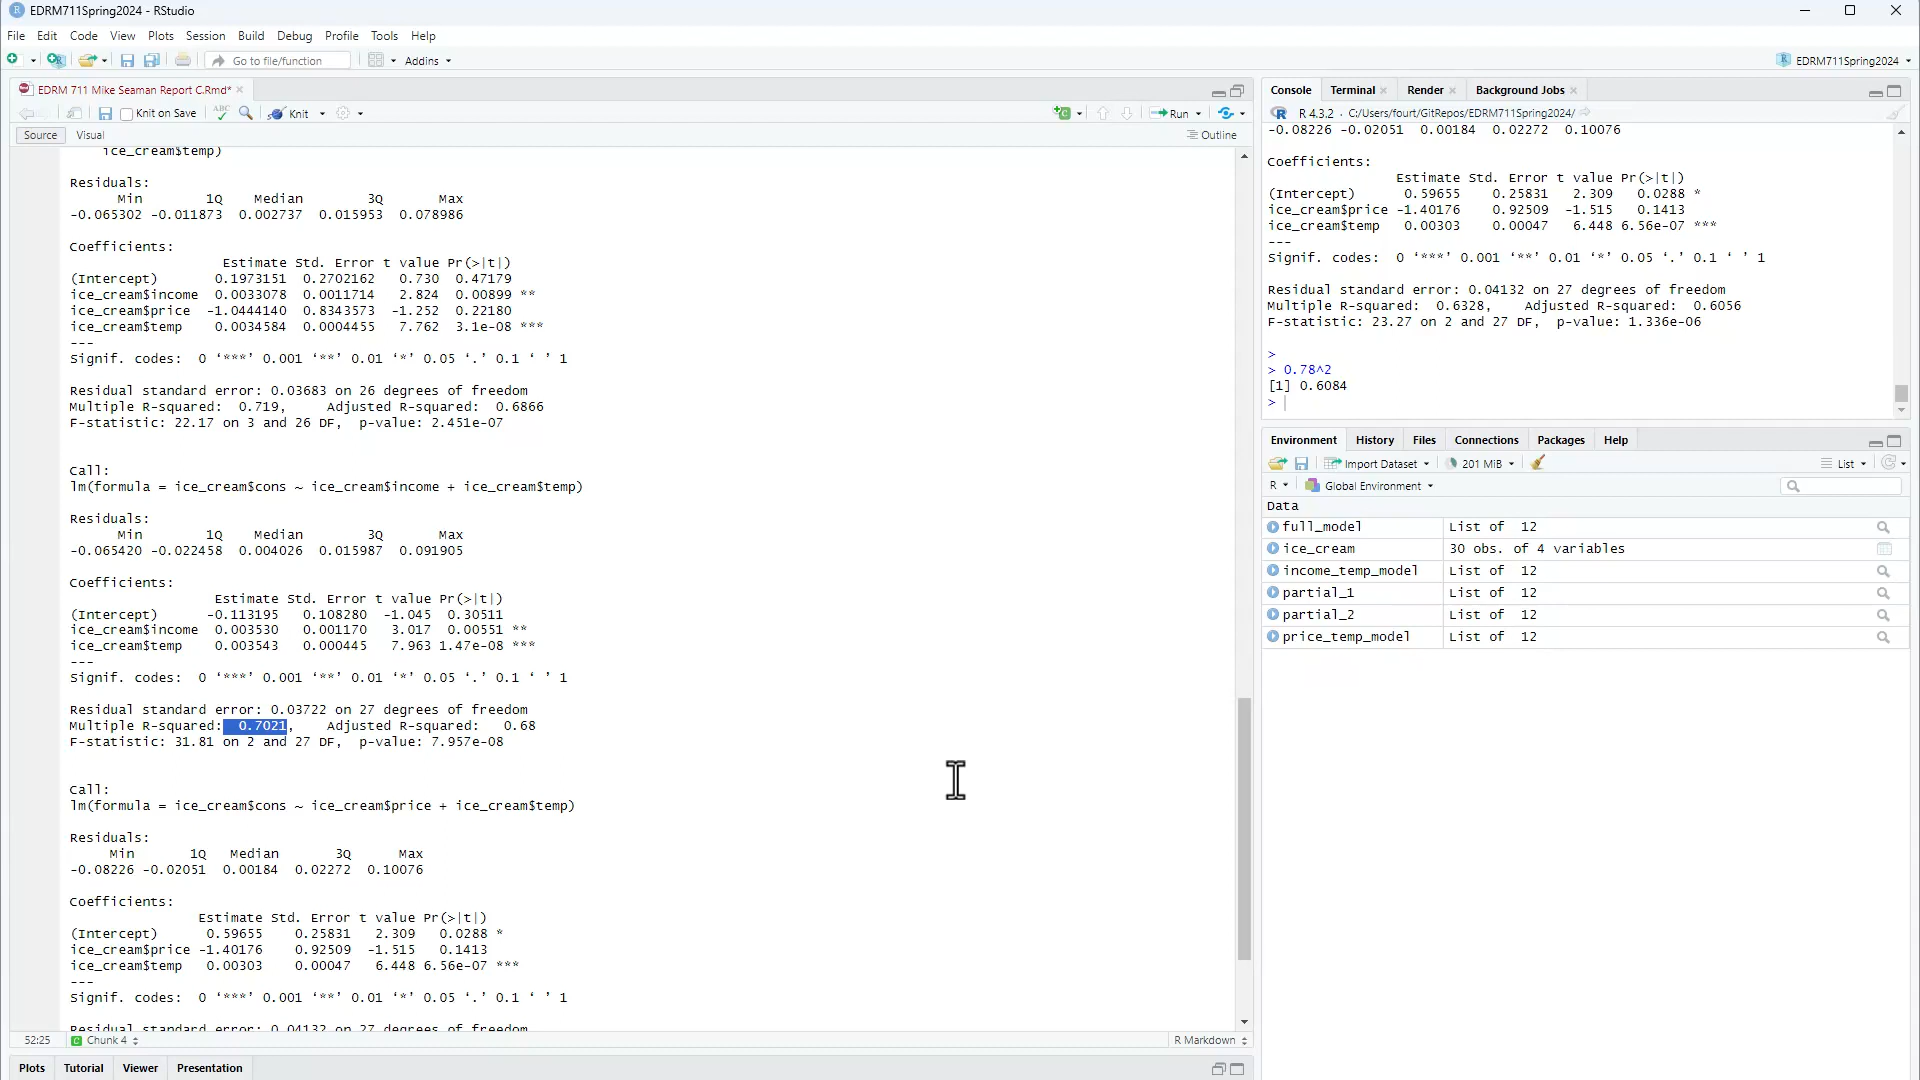 EDRM711Spring2024 - RStudio
File Edit Code View Plots Session Build Debug Profile Tools Help
Go to file/function Addins EDRM711Spring2024
EDRM 711 Mike Seaman Report C.Rmd*
Knit on Save ABC Knit Run
Source Visual Outline
ice_cream$temp)
Residuals:
Min 1Q Median 3Q Max
-0.065302 -0.011873 0.002737 0.015953 0.078986
Coefficients:
Estimate Std. Error t value Pr(>|t|)
(Intercept) 0.1973151 0.2702162 0.730 0.47179
ice_cream$income 0.0033078 0.0011714 2.824 0.00899 **
ice_cream$price -1.0444140 0.8343573 -1.252 0.22180
ice_cream$temp 0.0034584 0.0004455 7.762 3.1e-08 ***
---
Signif. codes: 0 ‘***’ 0.001 ‘**’ 0.01 ‘*’ 0.05 ‘.’ 0.1 ‘ ’ 1
Residual standard error: 0.03683 on 26 degrees of freedom
Multiple R-squared: 0.719, Adjusted R-squared: 0.6866
F-statistic: 22.17 on 3 and 26 DF, p-value: 2.451e-07
Call:
lm(formula = ice_cream$cons ~ ice_cream$income + ice_cream$temp)
Residuals:
Min 1Q Median 3Q Max
-0.065420 -0.022458 0.004026 0.015987 0.091905
Coefficients:
Estimate Std. Error t value Pr(>|t|)
(Intercept) -0.113195 0.108280 -1.045 0.30511
ice_cream$income 0.003530 0.001170 3.017 0.00551 **
ice_cream$temp 0.003543 0.000445 7.963 1.47e-08 ***
---
Signif. codes: 0 ‘***’ 0.001 ‘**’ 0.01 ‘*’ 0.05 ‘.’ 0.1 ‘ ’ 1
Residual standard error: 0.03722 on 27 degrees of freedom
Multiple R-squared: 0.7021, Adjusted R-squared: 0.68
F-statistic: 31.81 on 2 and 27 DF, p-value: 7.957e-08
Call:
lm(formula = ice_cream$cons ~ ice_cream$price + ice_cream$temp)
Residuals:
Min 1Q Median 3Q Max
-0.08226 -0.02051 0.00184 0.02272 0.10076
Coefficients:
Estimate Std. Error t value Pr(>|t|)
(Intercept) 0.59655 0.25831 2.309 0.0288 *
ice_cream$price -1.40176 0.92509 -1.515 0.1413
ice_cream$temp 0.00303 0.00047 6.448 6.56e-07 ***
---
Signif. codes: 0 ‘***’ 0.001 ‘**’ 0.01 ‘*’ 0.05 ‘.’ 0.1 ‘ ’ 1
Residual standard error: 0.04132 on 27 degrees of freedom
52:25 Chunk 4 R Markdown
Plots Tutorial Viewer Presentation
Console Terminal Render Background Jobs
R 4.3.2 · C:/Users/fourt/GitRepos/EDRM711Spring2024/
-0.08226 -0.02051 0.00184 0.02272 0.10076
Coefficients:
Estimate Std. Error t value Pr(>|t|)
(Intercept) 0.59655 0.25831 2.309 0.0288 *
ice_cream$price -1.40176 0.92509 -1.515 0.1413
ice_cream$temp 0.00303 0.00047 6.448 6.56e-07 ***
---
Signif. codes: 0 ‘***’ 0.001 ‘**’ 0.01 ‘*’ 0.05 ‘.’ 0.1 ‘ ’ 1
Residual standard error: 0.04132 on 27 degrees of freedom
Multiple R-squared: 0.6328, Adjusted R-squared: 0.6056
F-statistic: 23.27 on 2 and 27 DF, p-value: 1.336e-06
>
> 0.78^2
[1] 0.6084
>
Environment History Files Connections Packages Help
Import Dataset 201 MiB List
R Global Environment
Data
full_model List of 12
ice_cream 30 obs. of 4 variables
income_temp_model List of 12
partial_1 List of 12
partial_2 List of 12
price_temp_model List of 12